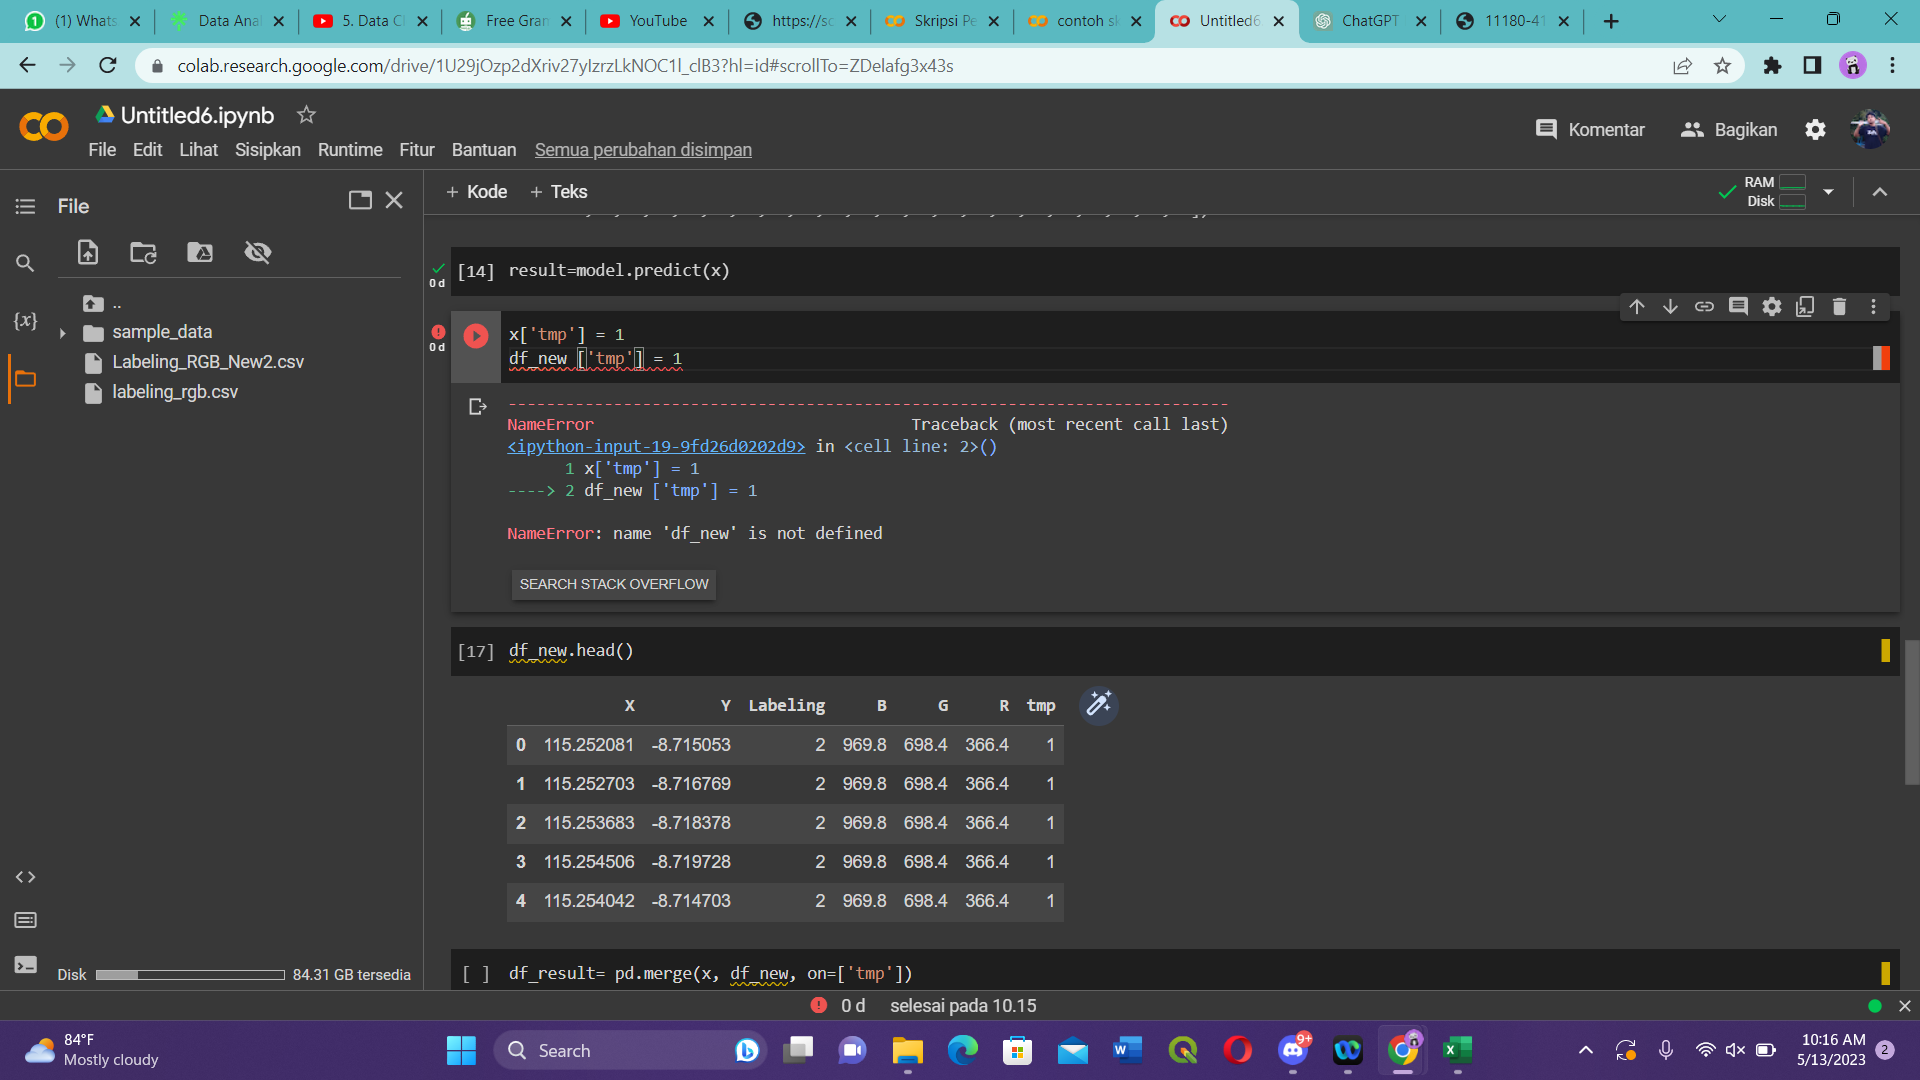 (1) Whats
Data Anal
5. Data Cl
Free Gran
YouTube
https://sc
Skripsi Pe
contoh sk
Untitled6
ChatGPT
11180-41
colab.research.google.com/drive/1U29jOzp2dXriv27yIzrzLkNOC1l_clB3?hl=id#scrollTo=ZDelafg3x43s
Untitled6.ipynb
File Edit Lihat Sisipkan Runtime Fitur Bantuan Semua perubahan disimpan
Komentar
Bagikan
File
+ Kode + Teks
RAM
Disk
..
sample_data
Labeling_RGB_New2.csv
labeling_rgb.csv
{x}
0 d
[14] result=model.predict(x)
0 d
x['tmp'] = 1
df_new ['tmp'] = 1
---------------------------------------------------------------------------
NameError Traceback (most recent call last)
<ipython-input-19-9fd26d0202d9> in <cell line: 2>()
1 x['tmp'] = 1
----> 2 df_new ['tmp'] = 1
NameError: name 'df_new' is not defined
SEARCH STACK OVERFLOW
[17] df_new.head()
X Y Labeling B G R tmp
0 115.252081 -8.715053 2 969.8 698.4 366.4 1
1 115.252703 -8.716769 2 969.8 698.4 366.4 1
2 115.253683 -8.718378 2 969.8 698.4 366.4 1
3 115.254506 -8.719728 2 969.8 698.4 366.4 1
4 115.254042 -8.714703 2 969.8 698.4 366.4 1
[ ] df_result= pd.merge(x, df_new, on=['tmp'])
Disk 84.31 GB tersedia
0 d selesai pada 10.15
84°F
Mostly cloudy
Search
9+
10:16 AM
5/13/2023
2